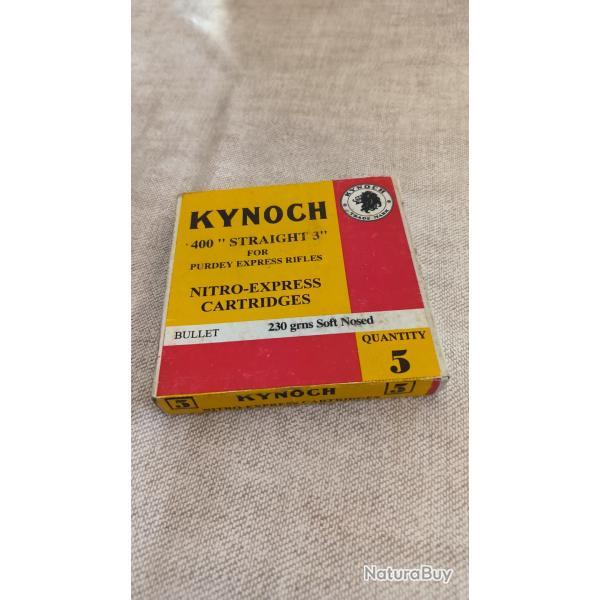 KYNOCH
KYNOCH
TRADE MARK
400 " STRAIGHT 3"
FOR
PURDEY EXPRESS RIFLES
NITRO-EXPRESS
CARTRIDGES
BULLET 230 grns Soft Nosed
QUANTITY
5
5 KYNOCH 5
NITRO-EXPRESS CARTRIDGES
NaturaBuy